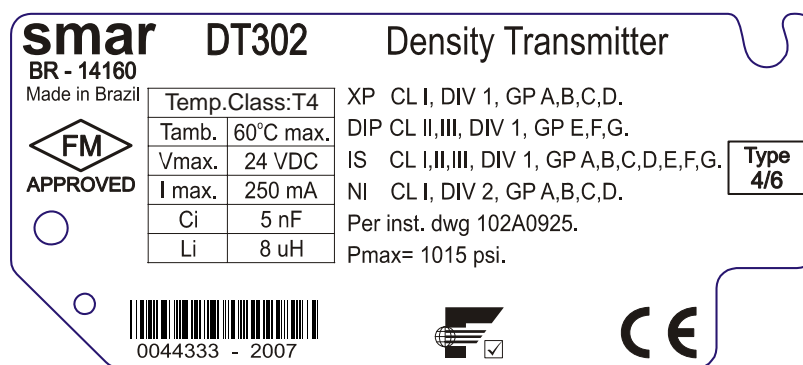 smar DT302 Density Transmitter
BR - 14160
Made in Brazil
FM
APPROVED
Temp.Class:T4
Tamb. 60°C max.
Vmax. 24 VDC
I max. 250 mA
Ci 5 nF
Li 8 uH
XP CL I, DIV 1, GP A,B,C,D.
DIP CL II,III, DIV 1, GP E,F,G.
IS CL I,II,III, DIV 1, GP A,B,C,D,E,F,G.
NI CL I, DIV 2, GP A,B,C,D.
Per inst. dwg 102A0925.
Pmax= 1015 psi.
Type
4/6
0044333 - 2007
CE